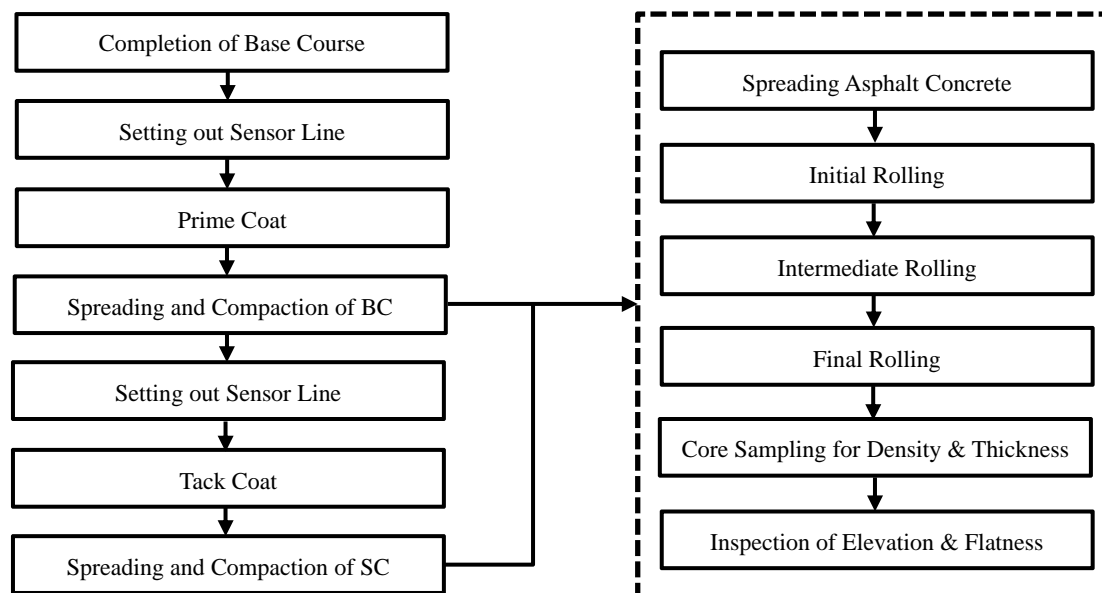 Completion of Base Course
Setting out Sensor Line
Prime Coat
Spreading and Compaction of BC
Setting out Sensor Line
Tack Coat
Spreading and Compaction of SC
Spreading Asphalt Concrete
Initial Rolling
Intermediate Rolling
Final Rolling
Core Sampling for Density & Thickness
Inspection of Elevation & Flatness